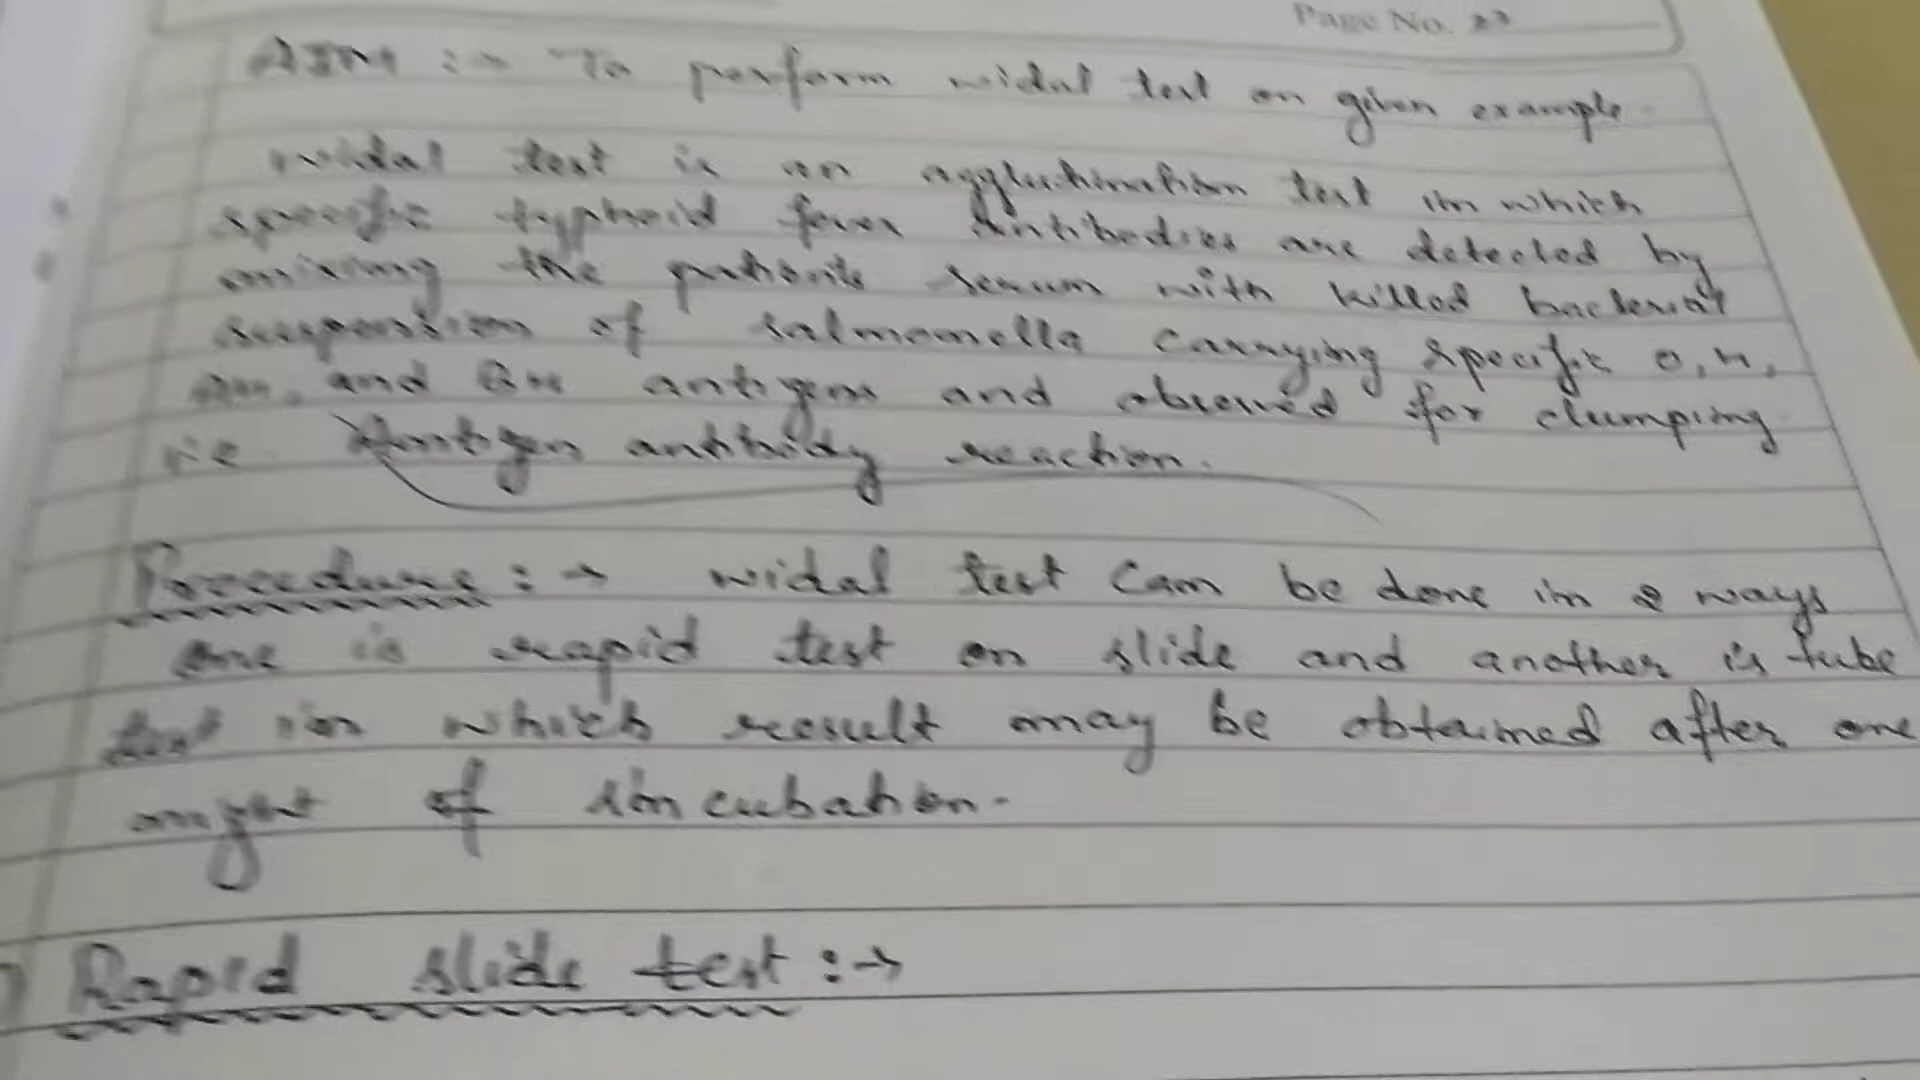 Page No. 27
AIM :→ To perform widal test on given example
widal test is an agglutination test in which
specific typhoid fever antibodies are detected by
mixing the patients serum with killed bacterial
suspension of salmonella carrying specific O, H,
AH, and BH antigens and observed for clumping
i.e Antigen antibody reaction.
Procedure :→ widal test can be done in 2 ways
one is rapid test on slide and another is tube
test in which result may be obtained after one
night of incubation.
Rapid slide test :→